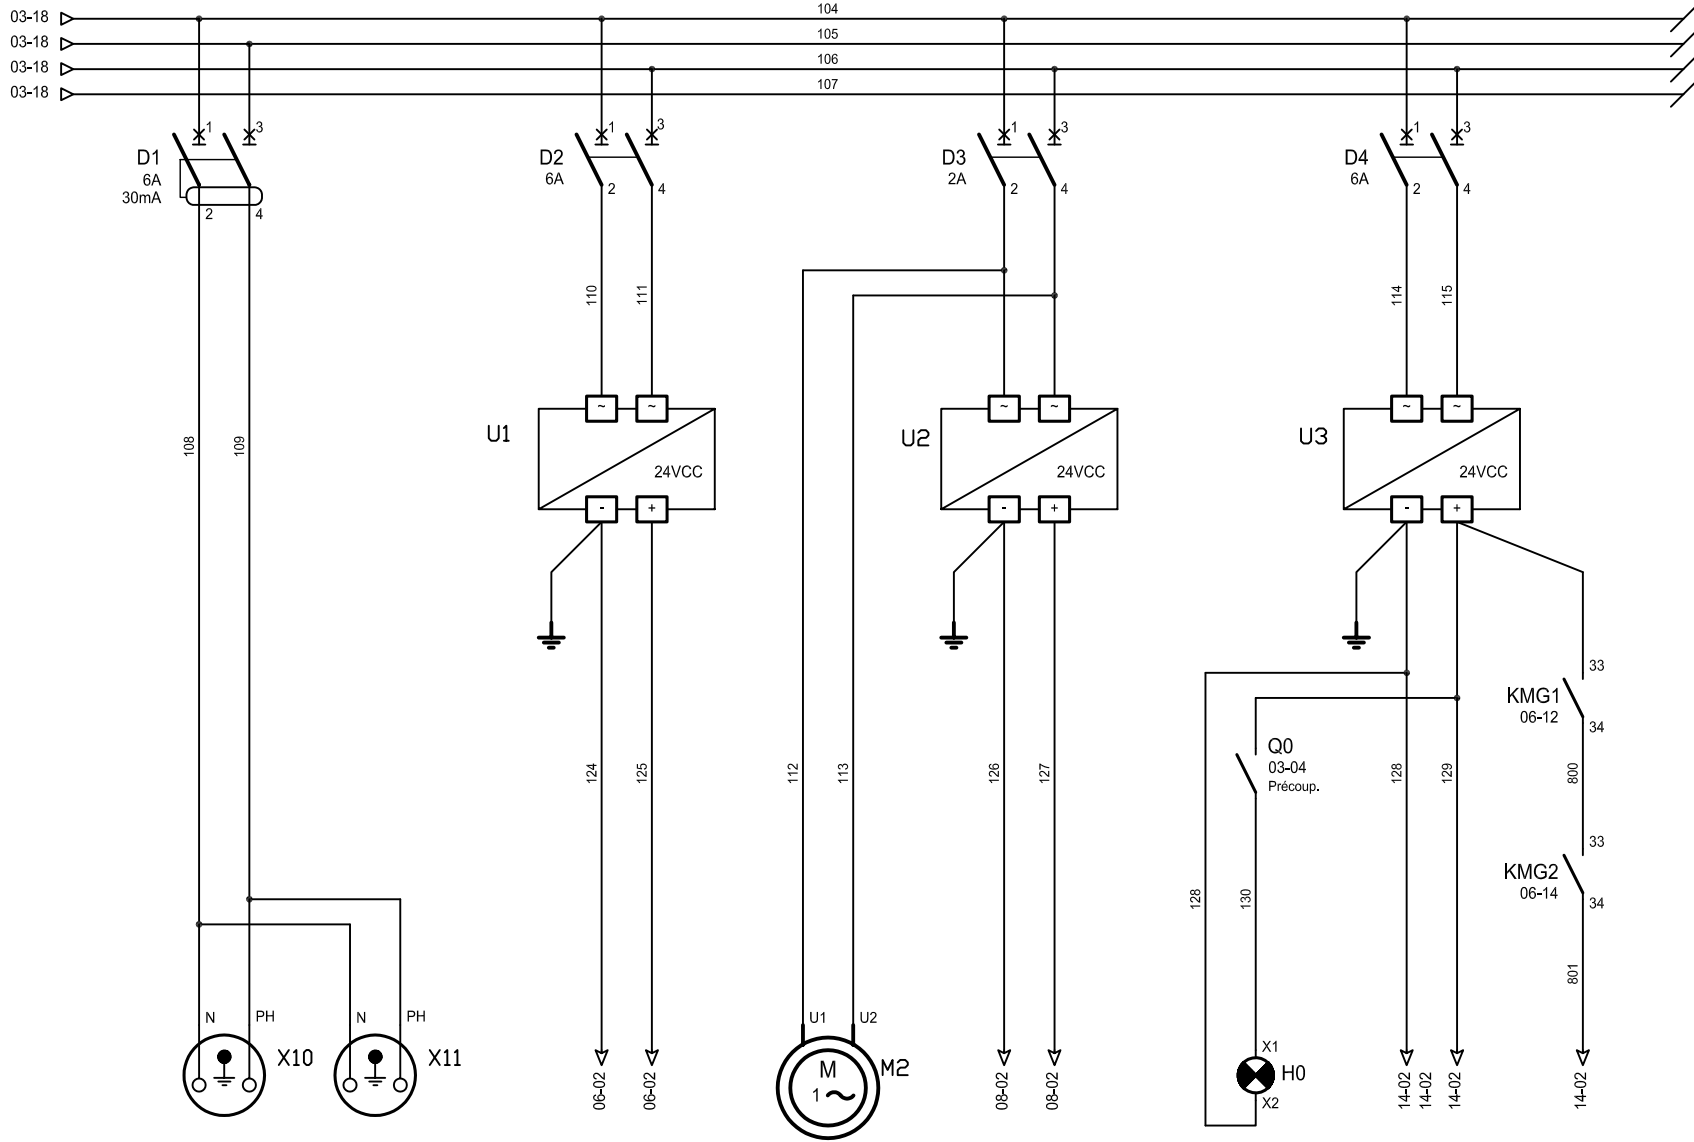 03-18
104
03-18
105
03-18
106
03-18
107
1
3
D1
6A
30mA
2
4
1
3
D2
6A
2
4
1
3
D3
2A
2
4
1
3
D4
6A
2
4
110
111
114
115
108
109
~
~
U1
24VCC
-
+
~
~
U2
24VCC
-
+
~
~
U3
24VCC
-
+
33
KMG1
06-12
34
Q0
03-04
Précoup.
124
125
112
113
126
127
128
129
800
33
KMG2
06-14
34
128
130
801
N
PH
X10
N
PH
X11
06-02
06-02
U1
U2
M
1
M2
08-02
08-02
X1
H0
X2
14-02
14-02
14-02
14-02